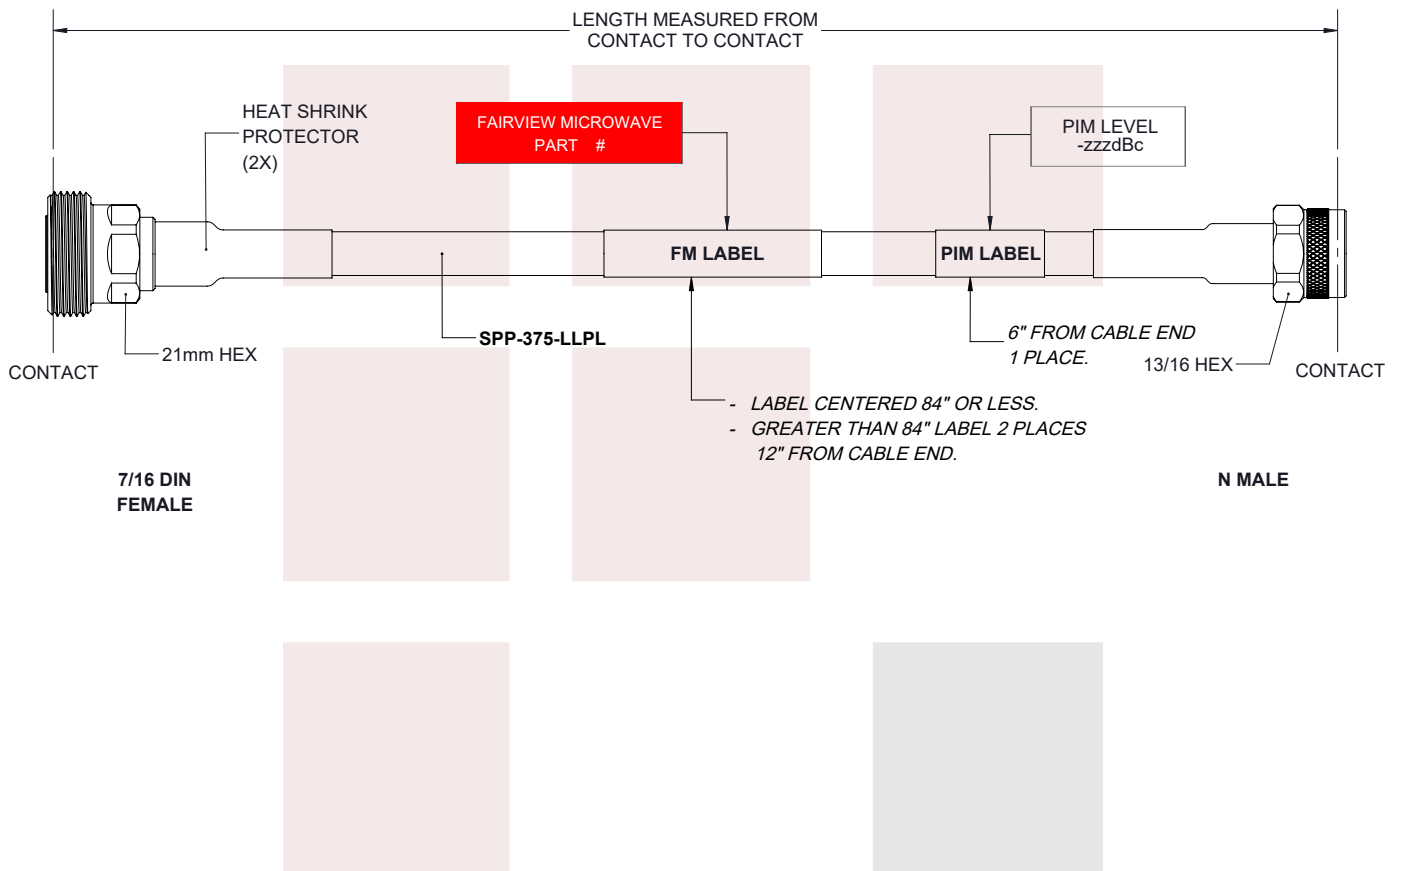 LENGTH MEASURED FROM
CONTACT TO CONTACT
HEAT SHRINK
PROTECTOR
(2X)
FAIRVIEW MICROWAVE
PART #
PIM LEVEL
-zzzdBc
FM LABEL
PIM LABEL
SPP-375-LLPL
21mm HEX
6" FROM CABLE END
1 PLACE.
13/16 HEX
CONTACT
CONTACT
- LABEL CENTERED 84" OR LESS.
- GREATER THAN 84" LABEL 2 PLACES
12" FROM CABLE END.
7/16 DIN
FEMALE
N MALE